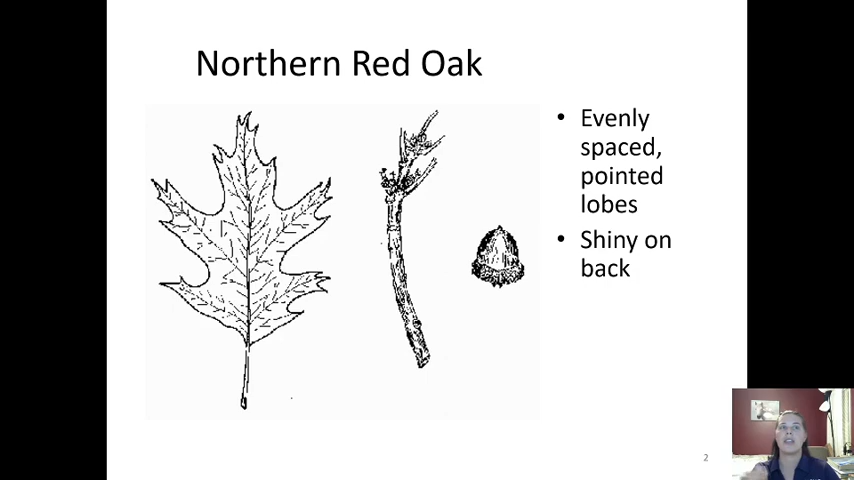 Northern Red Oak
• Evenly
spaced,
pointed
lobes
• Shiny on
back
2